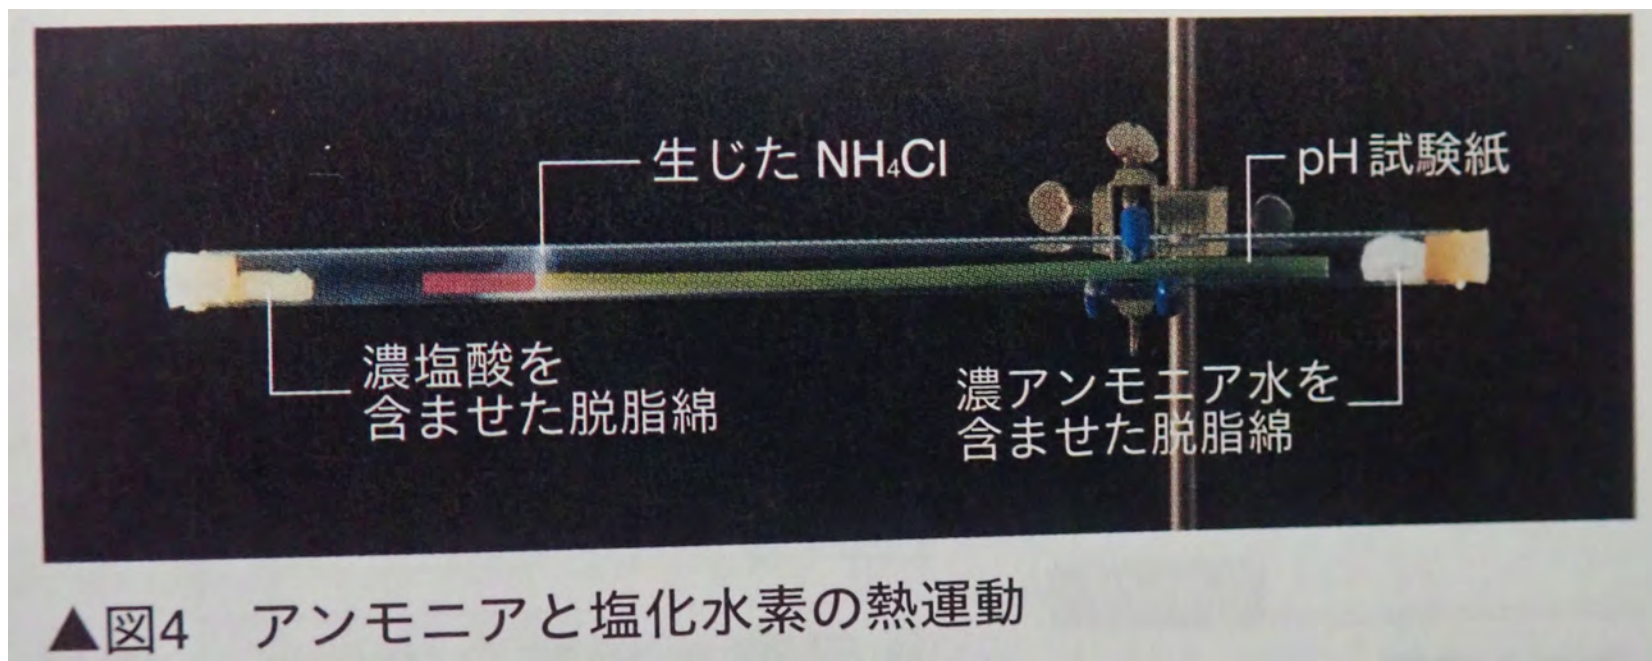 生じた NH₄Cl
pH 試験紙
濃塩酸を
含ませた脱脂綿
濃アンモニア水を
含ませた脱脂綿
▲図4 アンモニアと塩化水素の熱運動